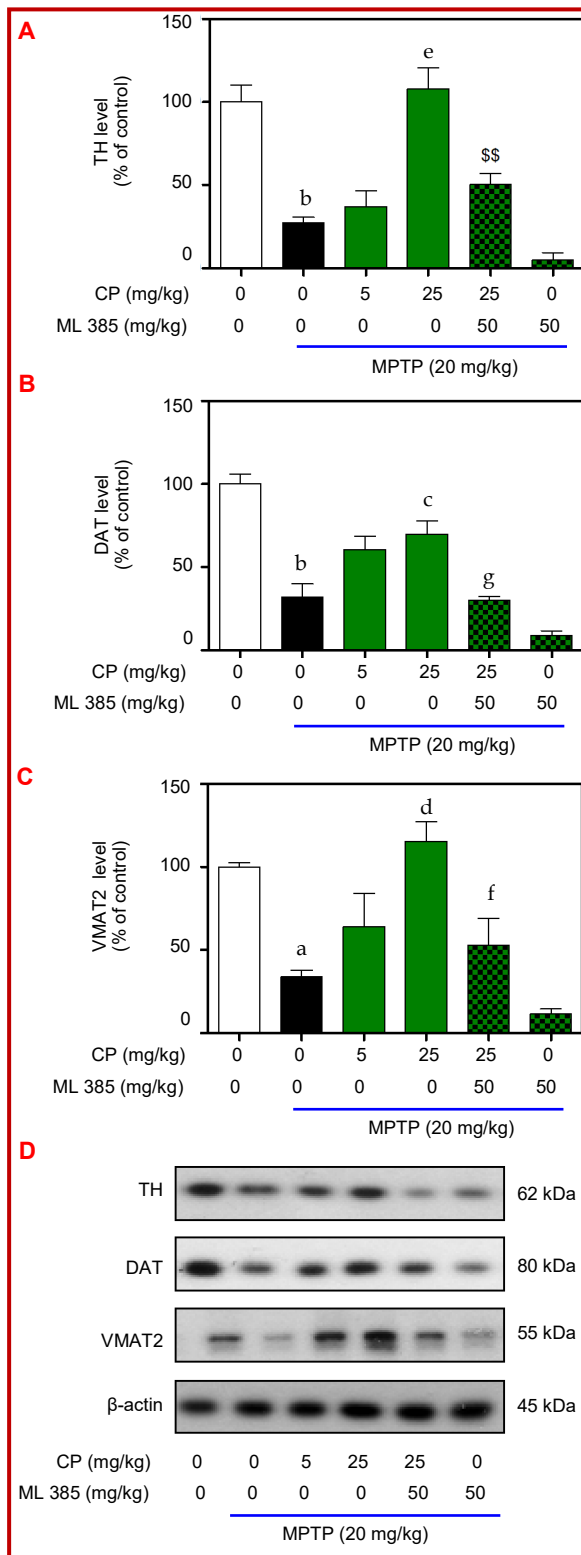 A
150
e
100
TH level
(% of control)
$$
50
b
0
CP (mg/kg) 0 0 5 25 25 0
ML 385 (mg/kg) 0 0 0 0 50 50
MPTP (20 mg/kg)
B
150
100
DAT level
(% of control)
c
50
b
g
0
CP (mg/kg) 0 0 5 25 25 0
ML 385 (mg/kg) 0 0 0 0 50 50
MPTP (20 mg/kg)
C
150
d
100
VMAT2 level
(% of control)
f
50
a
0
CP (mg/kg) 0 0 5 25 25 0
ML 385 (mg/kg) 0 0 0 0 50 50
MPTP (20 mg/kg)
D
TH 62 kDa
DAT 80 kDa
VMAT2 55 kDa
β-actin 45 kDa
CP (mg/kg) 0 0 5 25 25 0
ML 385 (mg/kg) 0 0 0 0 50 50
MPTP (20 mg/kg)